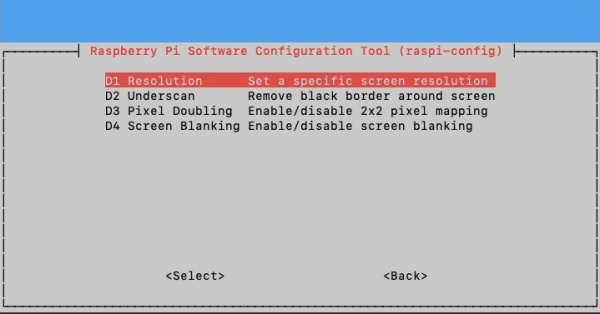 Raspberry Pi Software Configuration Tool (raspi-config)
D1 Resolution Set a specific screen resolution
D2 Underscan Remove black border around screen
D3 Pixel Doubling Enable/disable 2x2 pixel mapping
D4 Screen Blanking Enable/disable screen blanking
<Select> <Back>